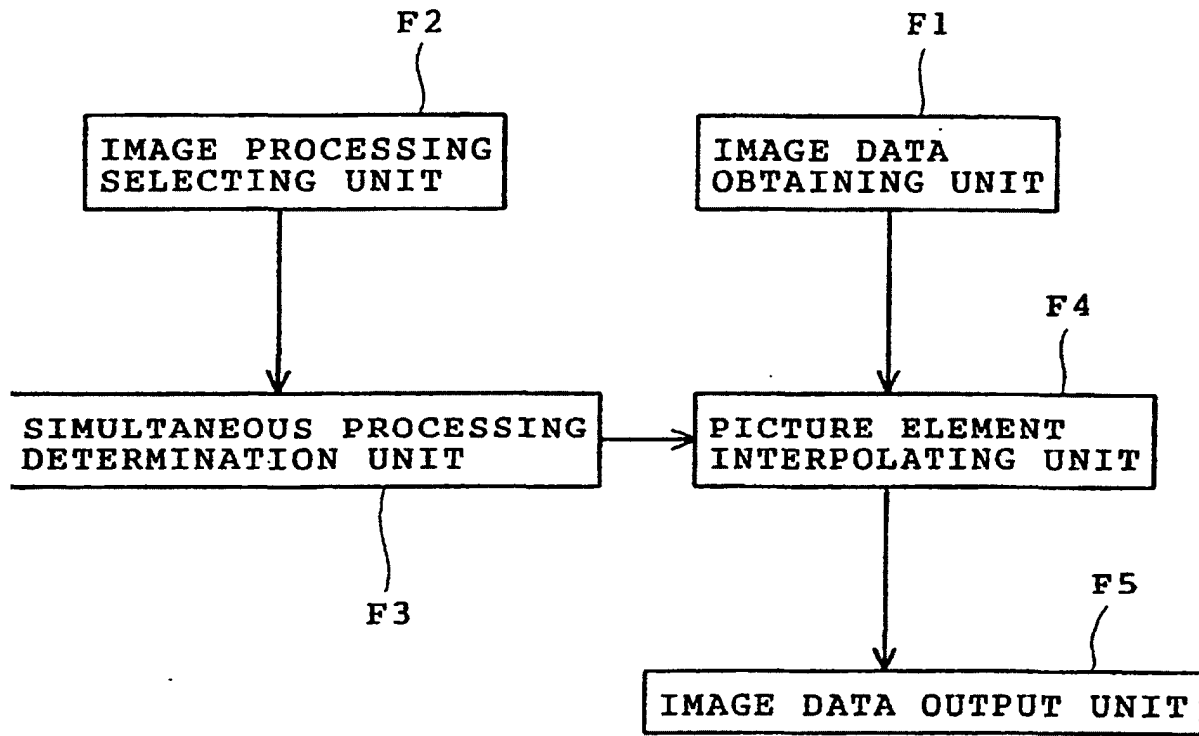 F2
F1
IMAGE PROCESSING
SELECTING UNIT
IMAGE DATA
OBTAINING UNIT
F4
SIMULTANEOUS PROCESSING
DETERMINATION UNIT
PICTURE ELEMENT
INTERPOLATING UNIT
F3
F5
IMAGE DATA OUTPUT UNIT